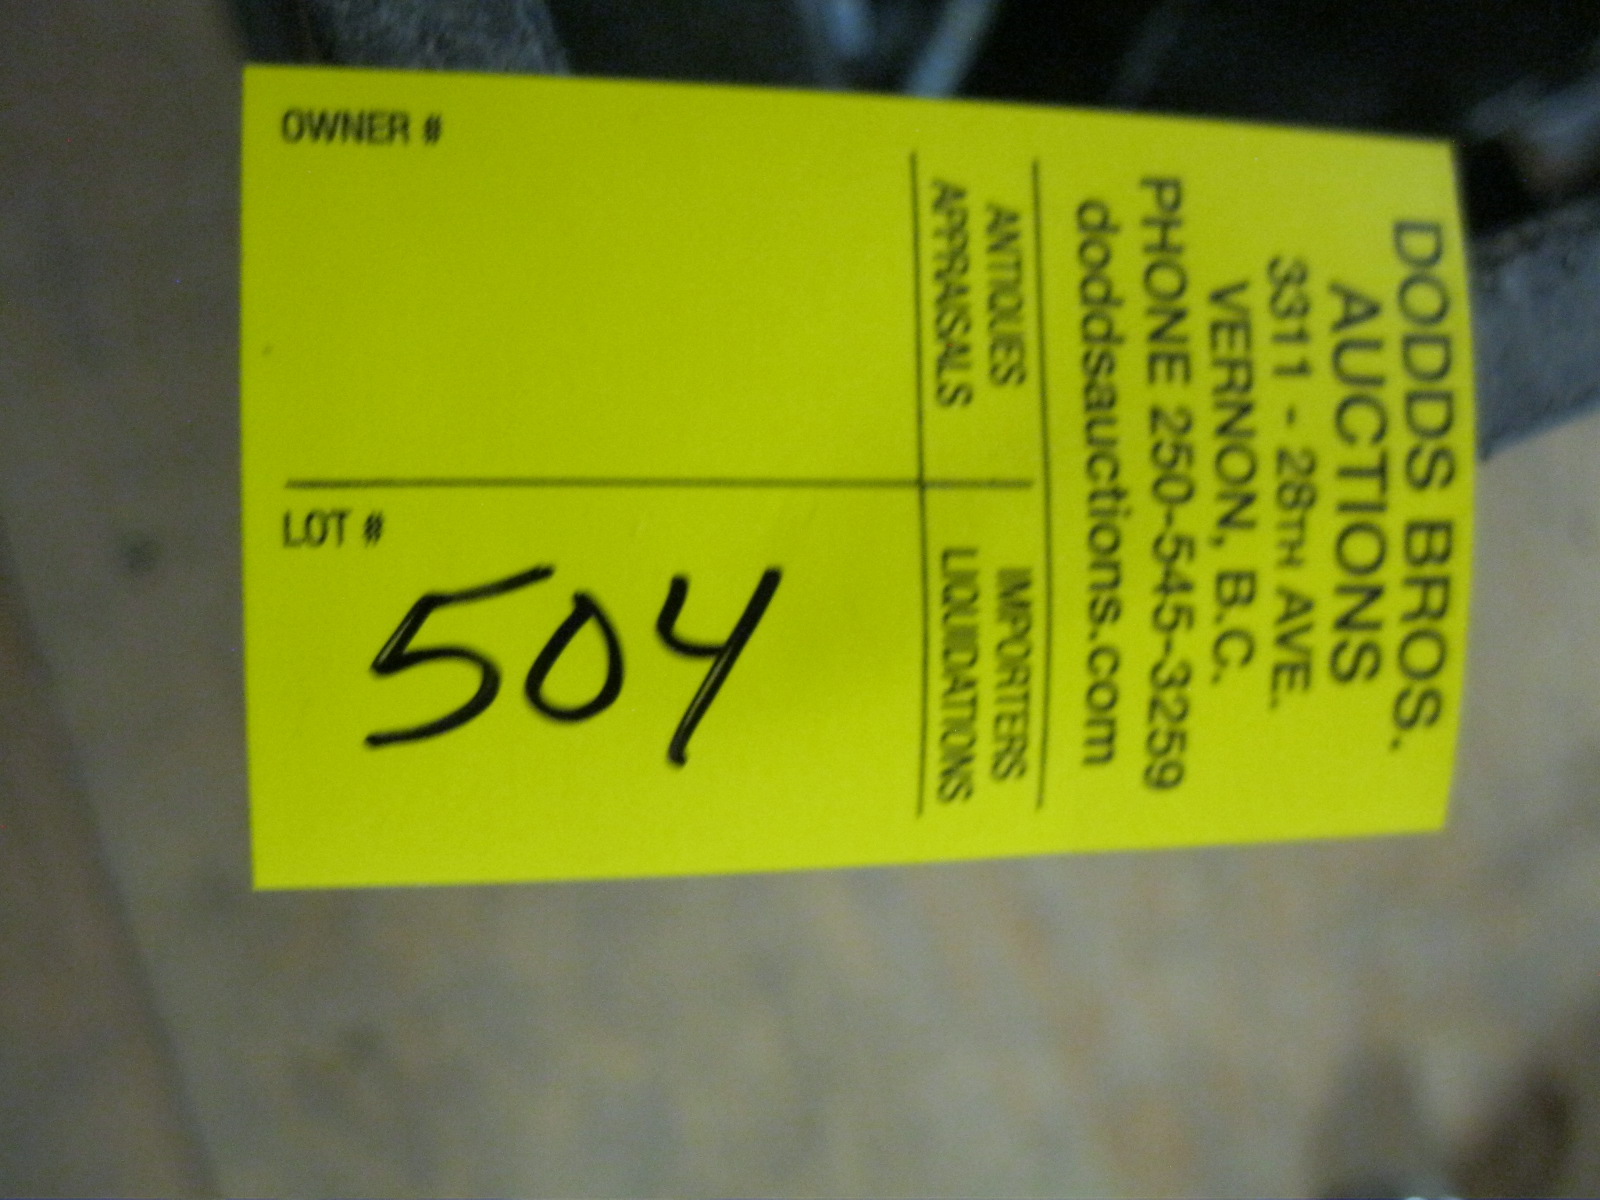 DODDS BROS.
AUCTIONS
3311 - 28TH AVE.
VERNON, B.C.
PHONE 250-545-3259
doddsauctions.com
ANTIQUES
APPRAISALS
IMPORTERS
LIQUIDATIONS
OWNER #
LOT #
504